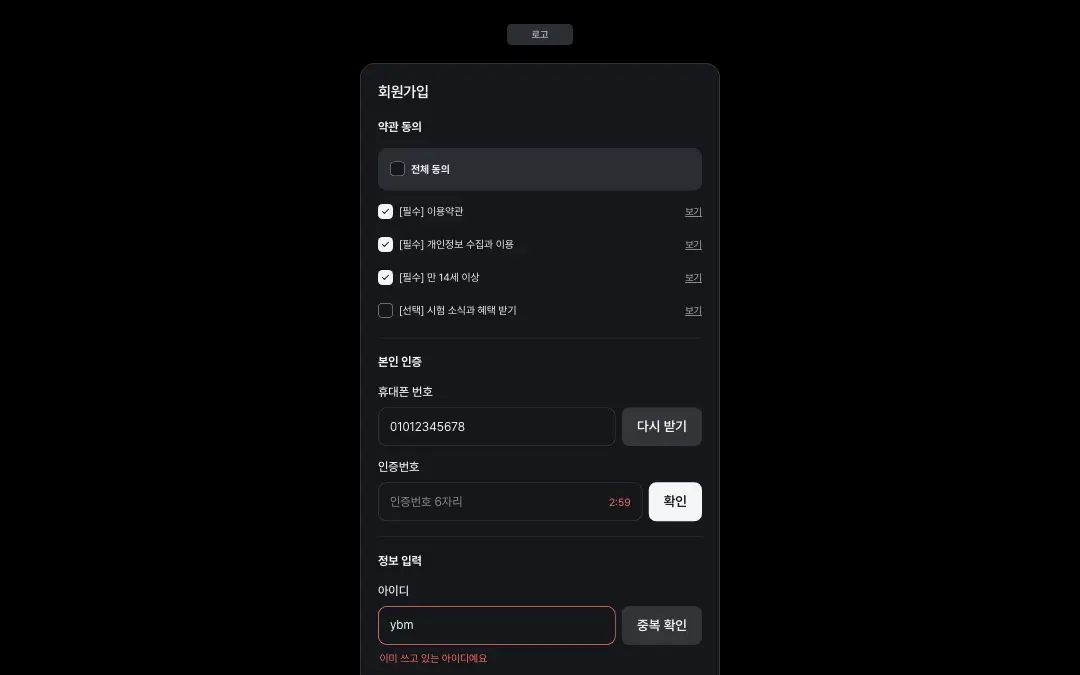 로고
회원가입
약관 동의
전체 동의
[필수] 이용약관 보기
[필수] 개인정보 수집과 이용 보기
[필수] 만 14세 이상 보기
[선택] 시험 소식과 혜택 받기 보기
본인 인증
휴대폰 번호
01012345678 다시 받기
인증번호
인증번호 6자리 2:59 확인
정보 입력
아이디
ybm 중복 확인
이미 쓰고 있는 아이디예요